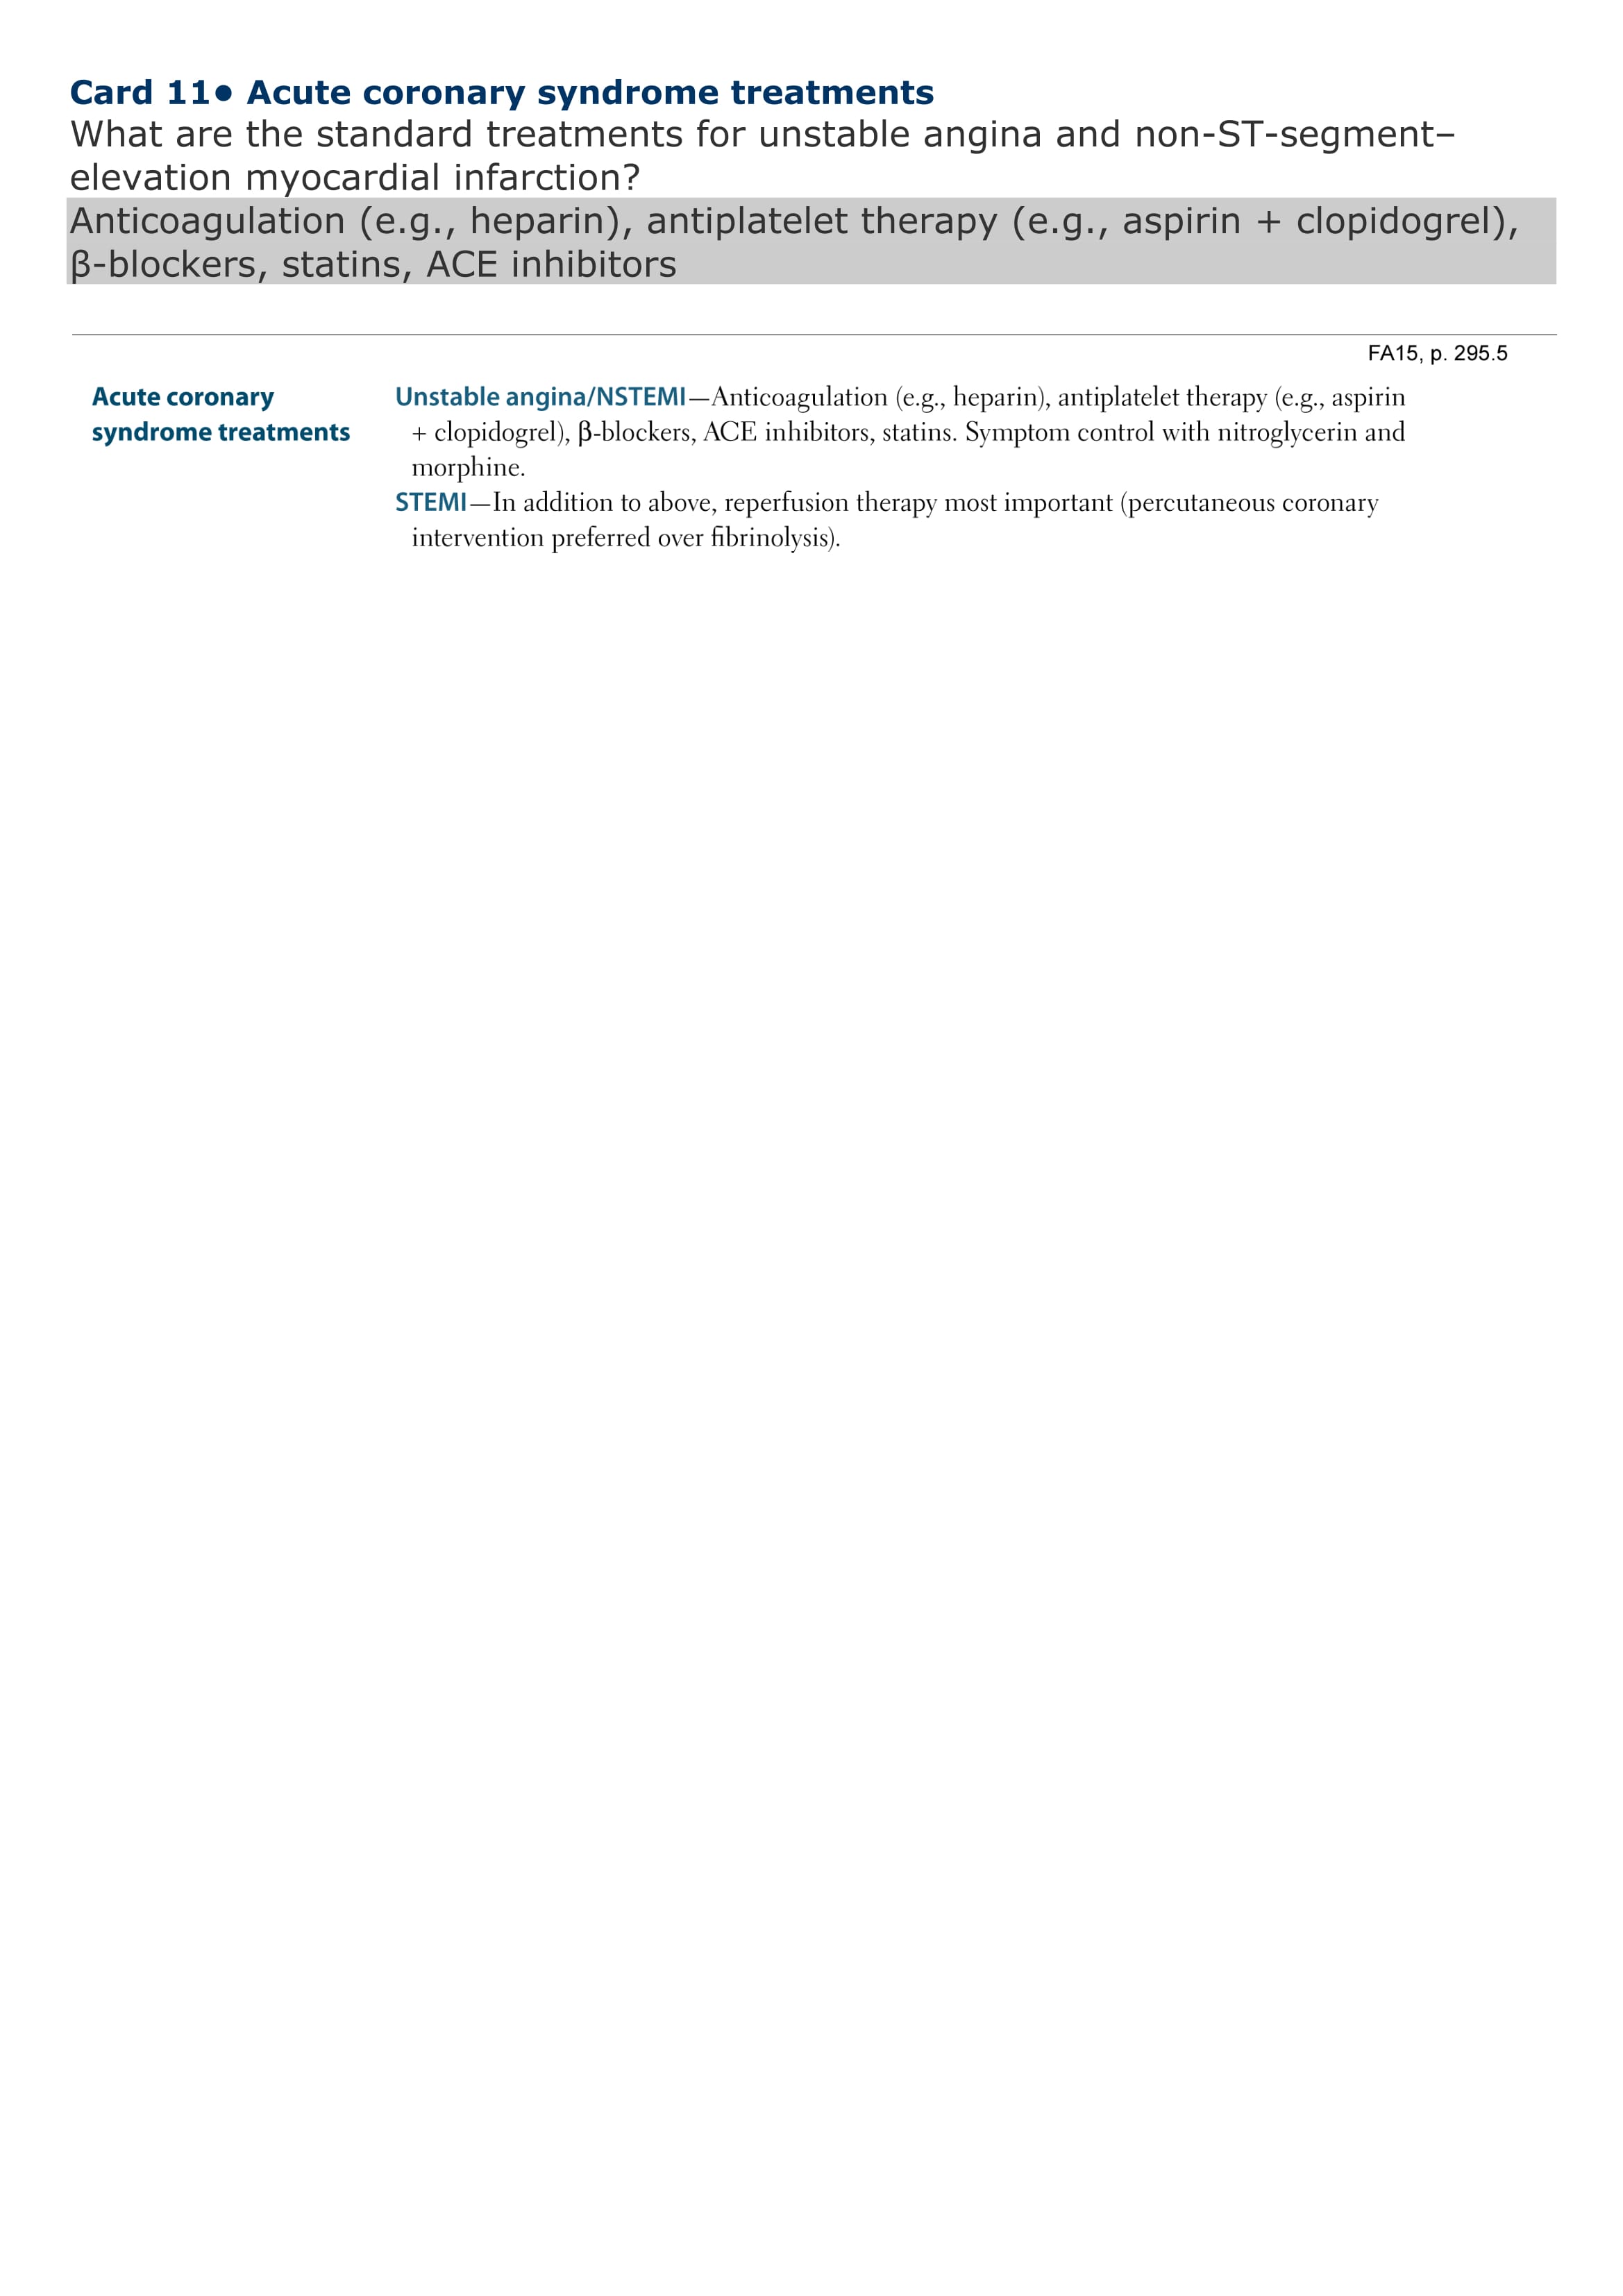 Card 11● Acute coronary syndrome treatments
What are the standard treatments for unstable angina and non-ST-segment–
elevation myocardial infarction?
Anticoagulation (e.g., heparin), antiplatelet therapy (e.g., aspirin + clopidogrel),
β-blockers, statins, ACE inhibitors
FA15, p. 295.5
Acute coronary
syndrome treatments
Unstable angina/NSTEMI—Anticoagulation (e.g., heparin), antiplatelet therapy (e.g., aspirin
+ clopidogrel), β-blockers, ACE inhibitors, statins. Symptom control with nitroglycerin and
morphine.
STEMI—In addition to above, reperfusion therapy most important (percutaneous coronary
intervention preferred over fibrinolysis).